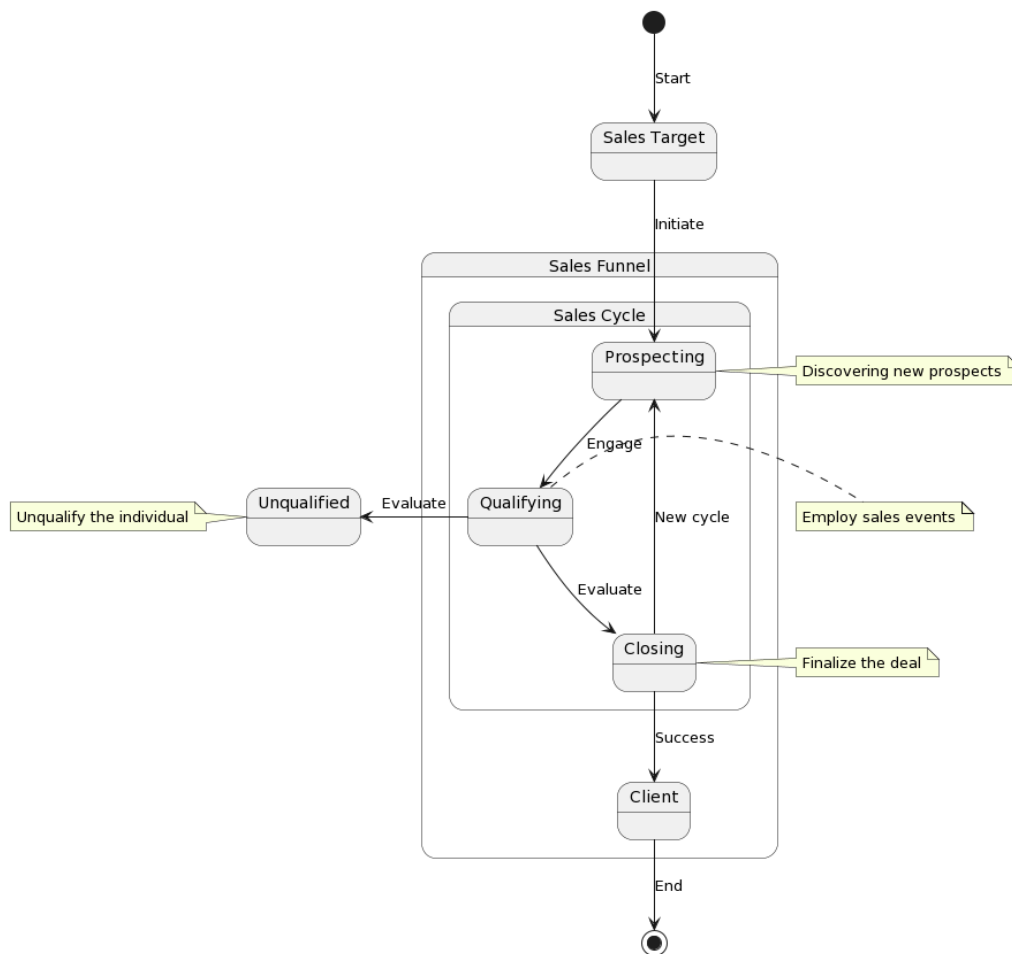 Start
Sales Target
Initiate
Sales Funnel
Sales Cycle
Prospecting
Discovering new prospects
Engage
Unqualify the individual
Unqualified
Evaluate
Qualifying
New cycle
Employ sales events
Evaluate
Closing
Finalize the deal
Success
Client
End